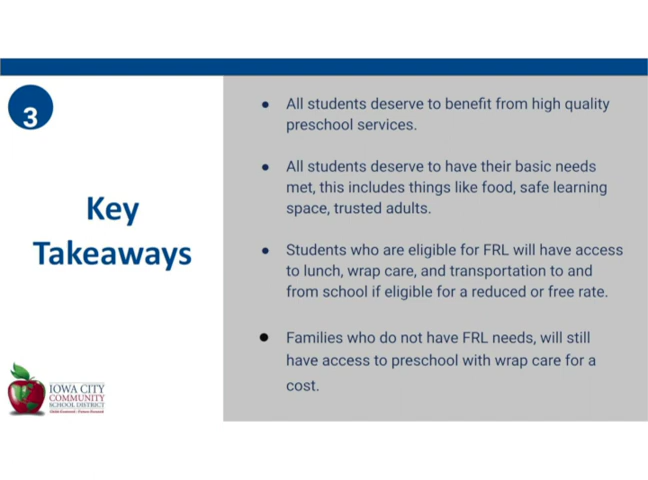 3
Key
Takeaways
● All students deserve to benefit from high quality
preschool services.
● All students deserve to have their basic needs
met, this includes things like food, safe learning
space, trusted adults.
● Students who are eligible for FRL will have access
to lunch, wrap care, and transportation to and
from school if eligible for a reduced or free rate.
● Families who do not have FRL needs, will still
have access to preschool with wrap care for a
cost.
IOWA CITY
COMMUNITY
SCHOOL DISTRICT